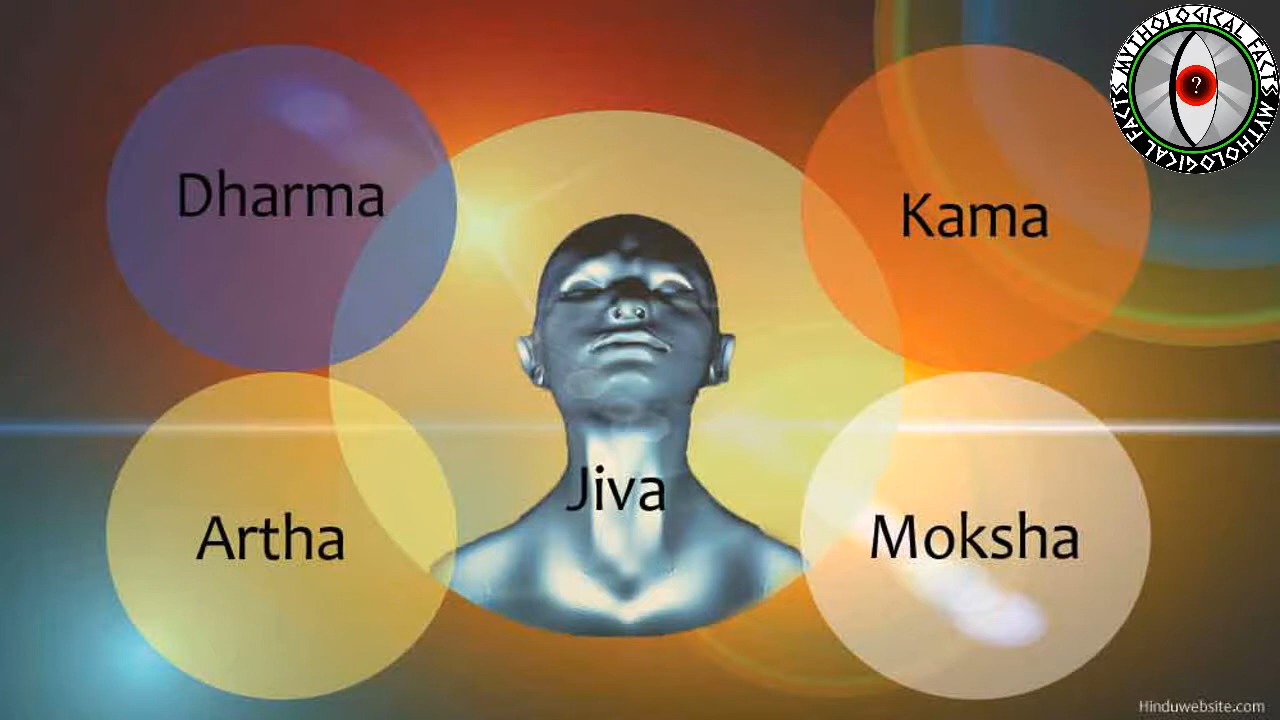 MYTHOLOGICAL FACTS MYTHOLOGICAL FACTS
?
Dharma
Kama
Jiva
Artha
Moksha
Hinduwebsite.com